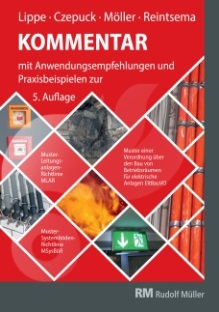 Lippe · Czepuck · Möller · Reintsema
KOMMENTAR
mit Anwendungsempfehlungen und
Praxisbeispielen zur
5. Auflage
Muster-
Leitungs-
anlagen-
Richtlinie
MLAR
Muster einer
Verordnung über
den Bau von
Betriebsräumen
für elektrische
Anlagen EltBauVO
Muster-
Systemböden-
Richtlinie
MSysBöR
RM Rudolf Müller